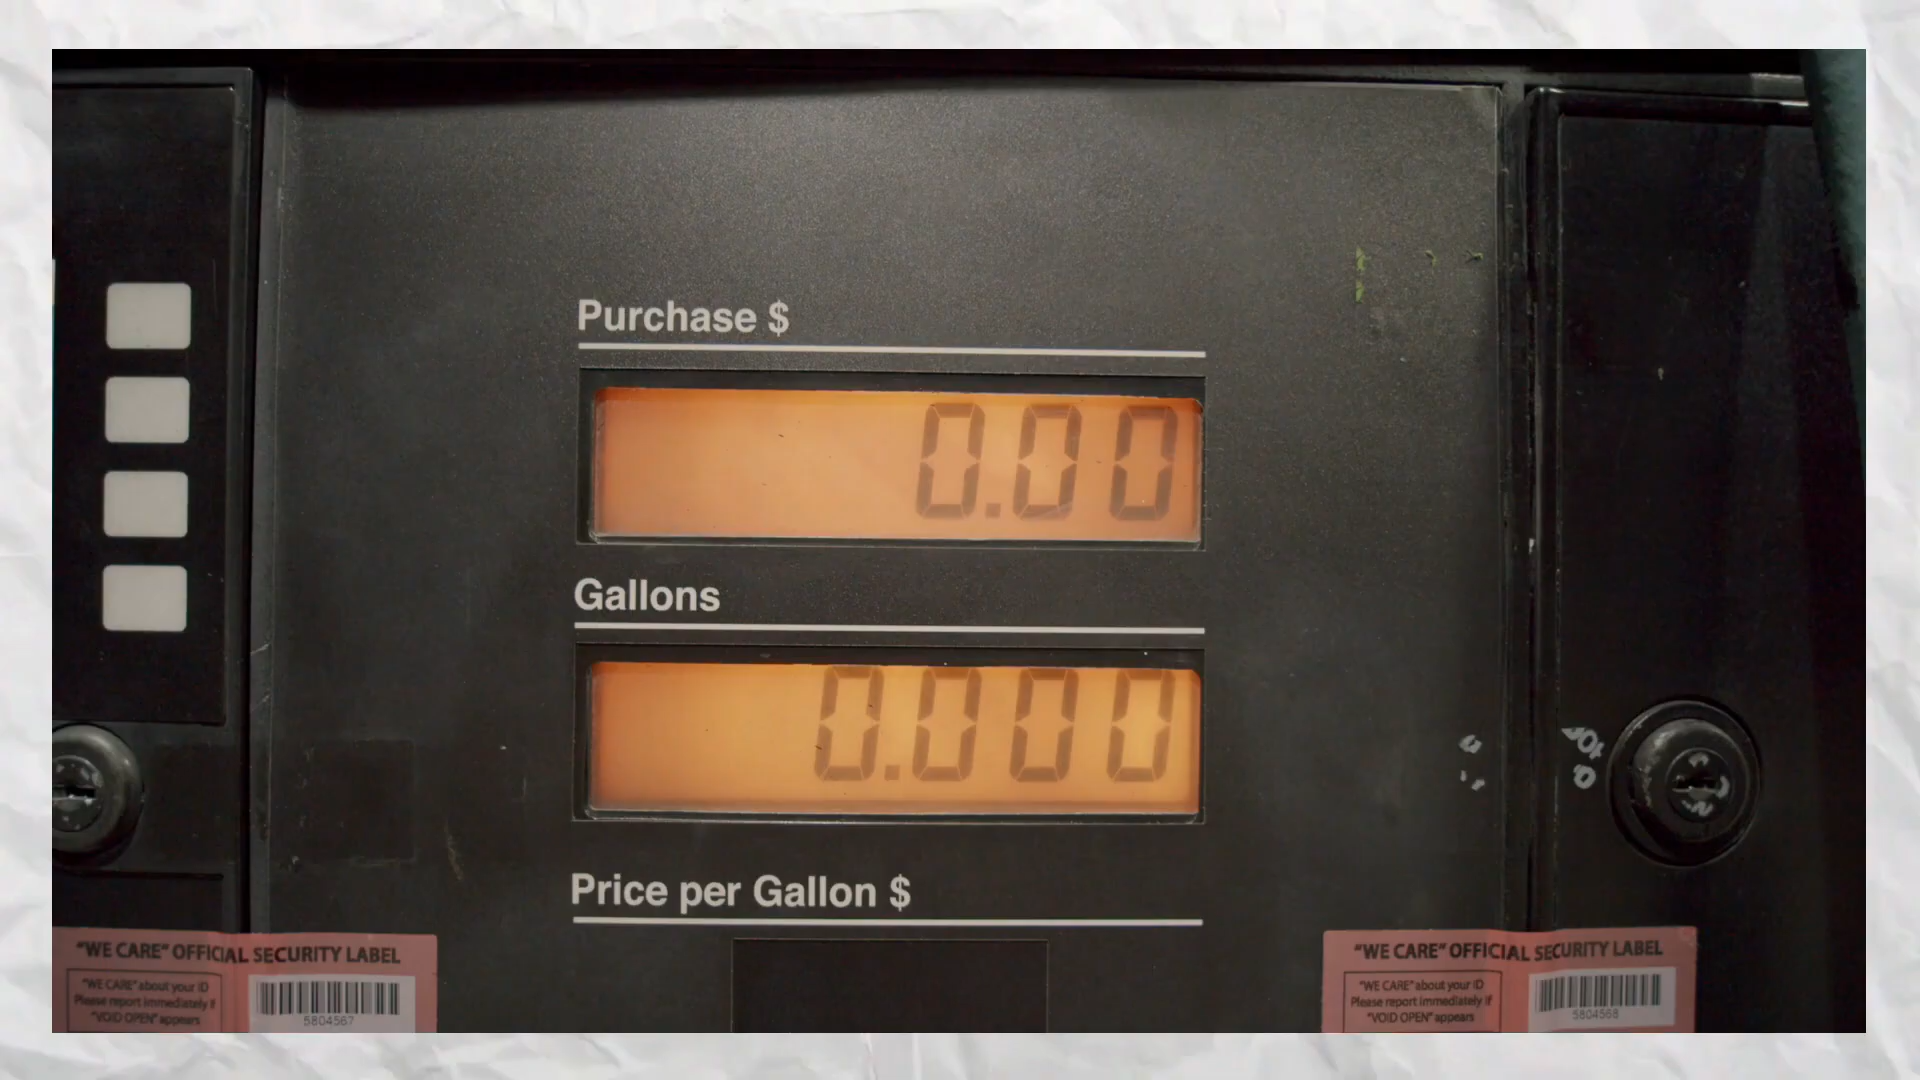 Purchase $
0.00
Gallons
0.000
Price per Gallon $
"WE CARE" OFFICIAL SECURITY LABEL
"WE CARE" about your ID
Please report immediately if
"VOID OPEN" appears
5804567
"WE CARE" OFFICIAL SECURITY LABEL
"WE CARE" about your ID
Please report immediately if
"VOID OPEN" appears
5804568